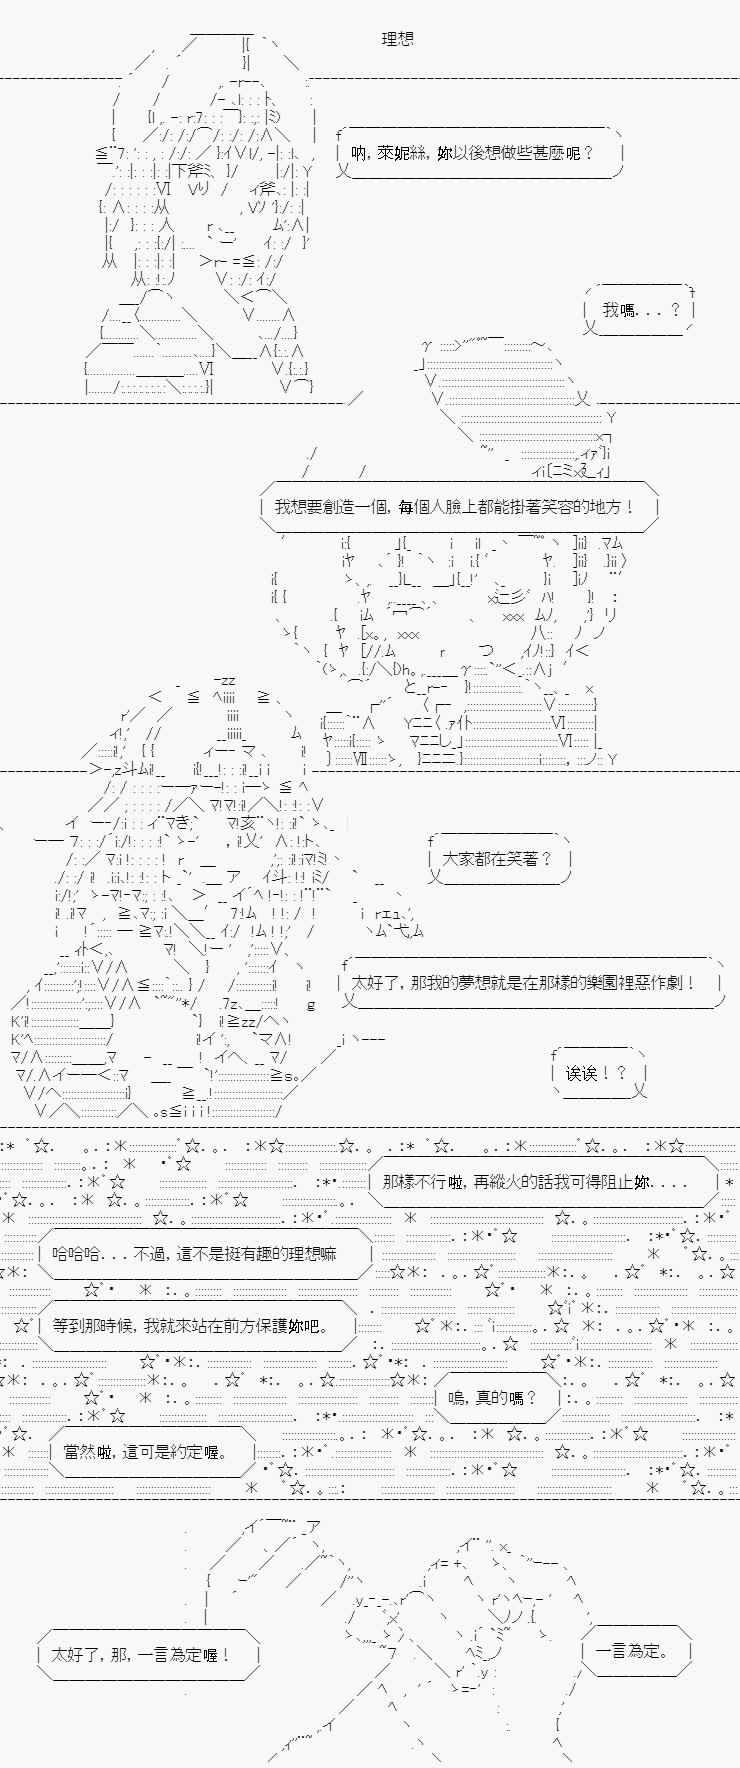 理想
呐，萊妮絲，妳以後想做些甚麼呢？
我嗎...？
我想要創造一個，每個人臉上都能掛著笑容的地方！
大家都在笑著？
太好了，那我的夢想就是在那樣的樂園裡惡作劇！
诶诶！？
那樣不行啦，再縱火的話我可得阻止妳....
哈哈哈...不過，這不是挺有趣的理想嘛
等到那時候，我就來站在前方保護妳吧。
嗚，真的嗎？
當然啦，這可是約定喔。
太好了，那，一言為定喔！
一言為定。